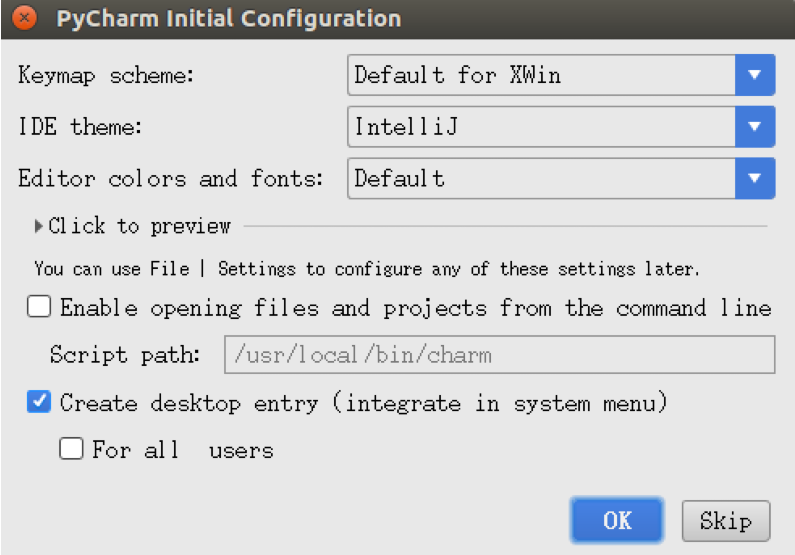 PyCharm Initial Configuration
Keymap scheme: Default for XWin
IDE theme: IntelliJ
Editor colors and fonts: Default
Click to preview
You can use File | Settings to configure any of these settings later.
Enable opening files and projects from the command line
Script path: /usr/local/bin/charm
Create desktop entry (integrate in system menu)
For all users
OK Skip